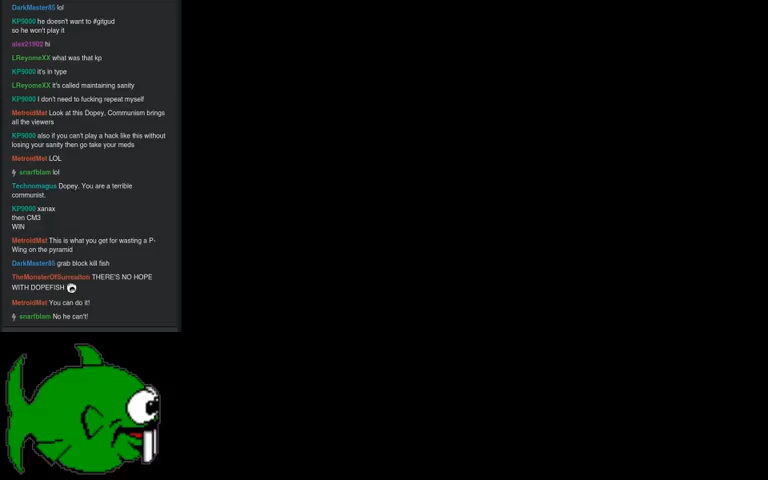 DarkMaster85 lol
KP9000 he doesn't want to #gitgud
so he won't play it
alex21902 hi
LReyomeXX what was that kp
KP9000 it's in type
LReyomeXX it's called maintaining sanity
KP9000 I don't need to fucking repeat myself
MetroidMst Look at this Dopey, Communism brings
all the viewers
KP9000 also if you can't play a hack like this without
losing your sanity then go take your meds
MetroidMst LOL
snarfblam lol
Technomagus Dopey. You are a terrible
communist.
KP9000 xanax
then CM3
WIN
MetroidMst This is what you get for wasting a P-
Wing on the pyramid
DarkMaster85 grab block kill fish
TheMonsterOfSurrealton THERE'S NO HOPE
WITH DOPEFISH
MetroidMst You can do it!
snarfblam No he can't!